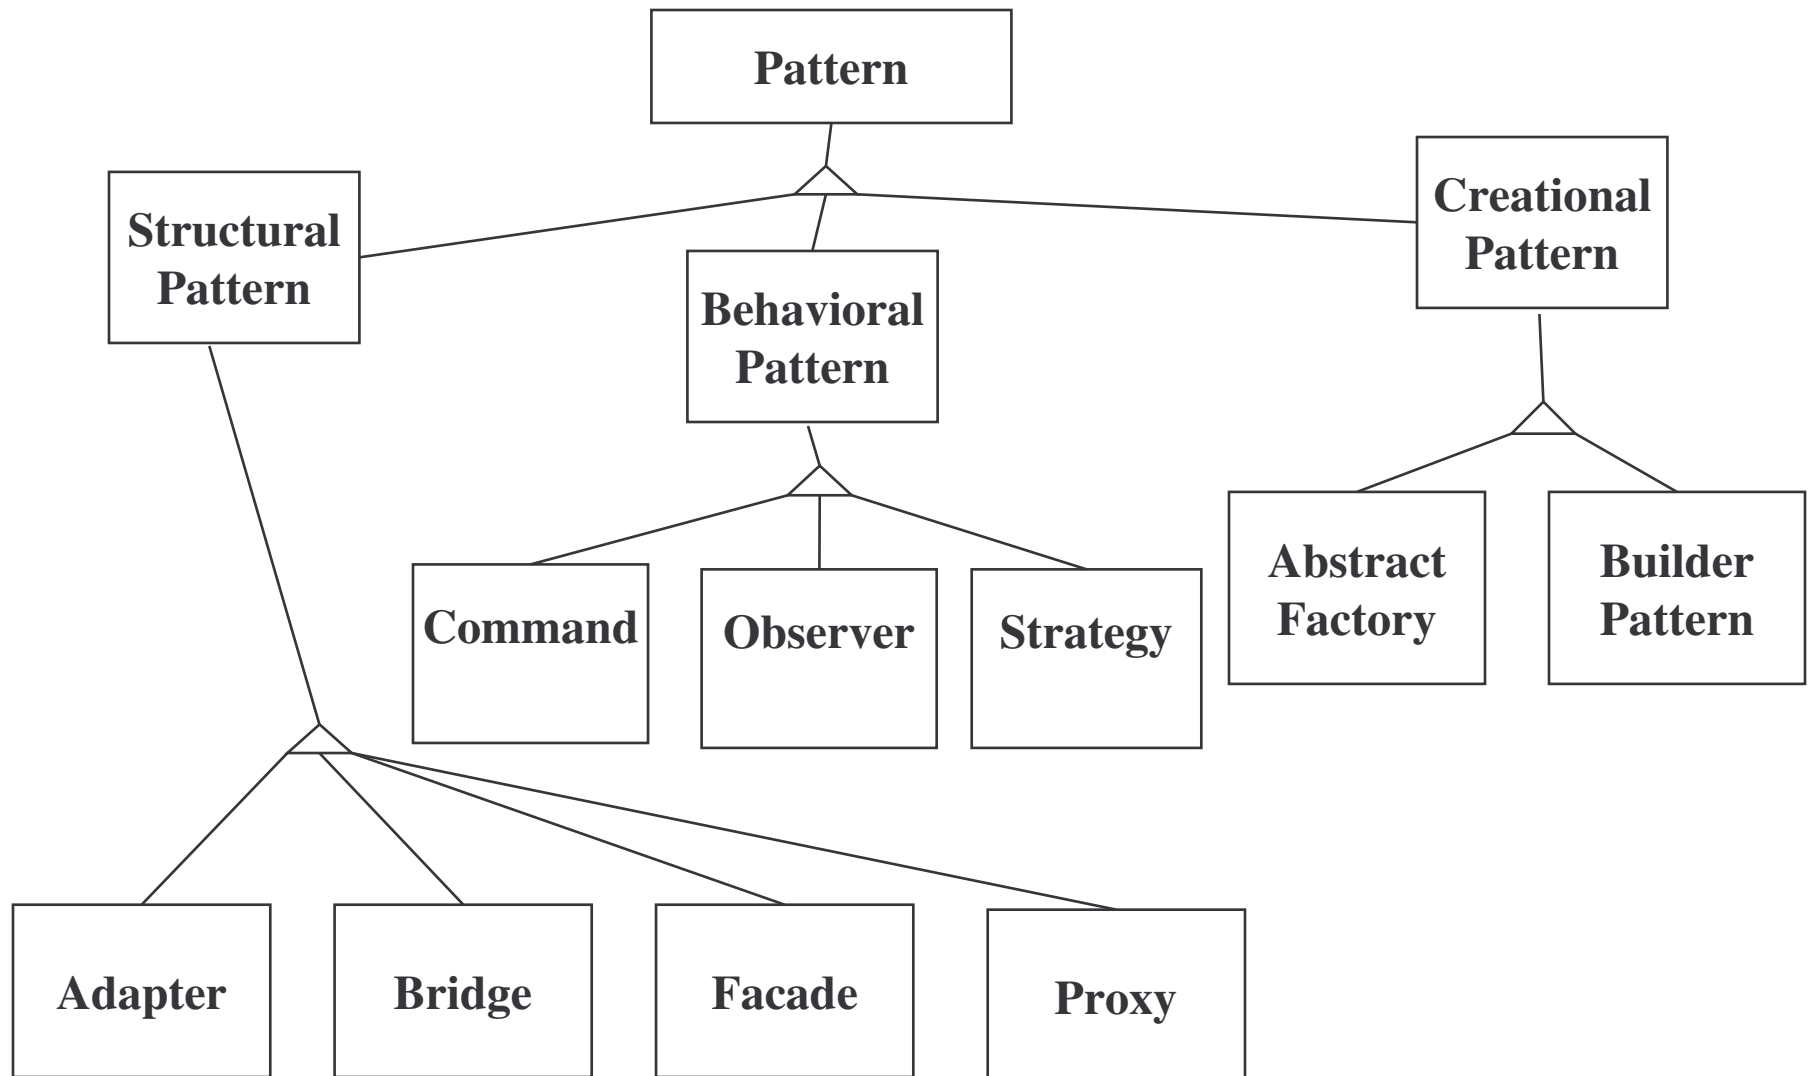 Pattern
Structural
Pattern
Behavioral
Pattern
Creational
Pattern
Command
Observer
Strategy
Abstract
Factory
Builder
Pattern
Adapter
Bridge
Facade
Proxy